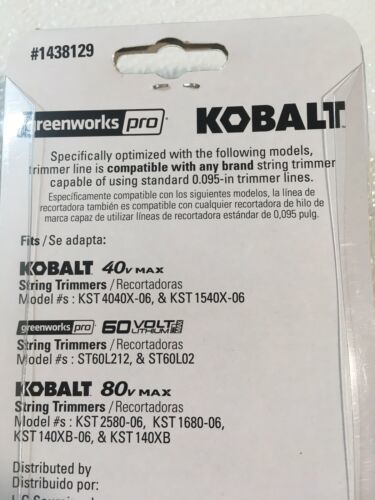 #1438129
greenworks pro KOBALT
Specifically optimized with the following models,
trimmer line is compatible with any brand string trimmer
capable of using standard 0.095-in trimmer lines.
Específicamente compatible con los siguientes modelos, la línea de
recortadora también es compatible con cualquier recortadora de hilo de
marca capaz de utilizar líneas de recortadora estándar de 0,095 pulg.
Fits/Se adapta:
KOBALT 40V MAX
String Trimmers/Recortadoras
Model #s : KST 4040X-06, & KST 1540X-06
greenworks pro 60 VOLT LITHIUM
String Trimmers/Recortadoras
Model #s : ST60L212, & ST60L02
KOBALT 80V MAX
String Trimmers/Recortadoras
Model #s : KST 2580-06, KST 1680-06,
KST 140XB-06, & KST 140XB
Distributed by
Distribuido por: